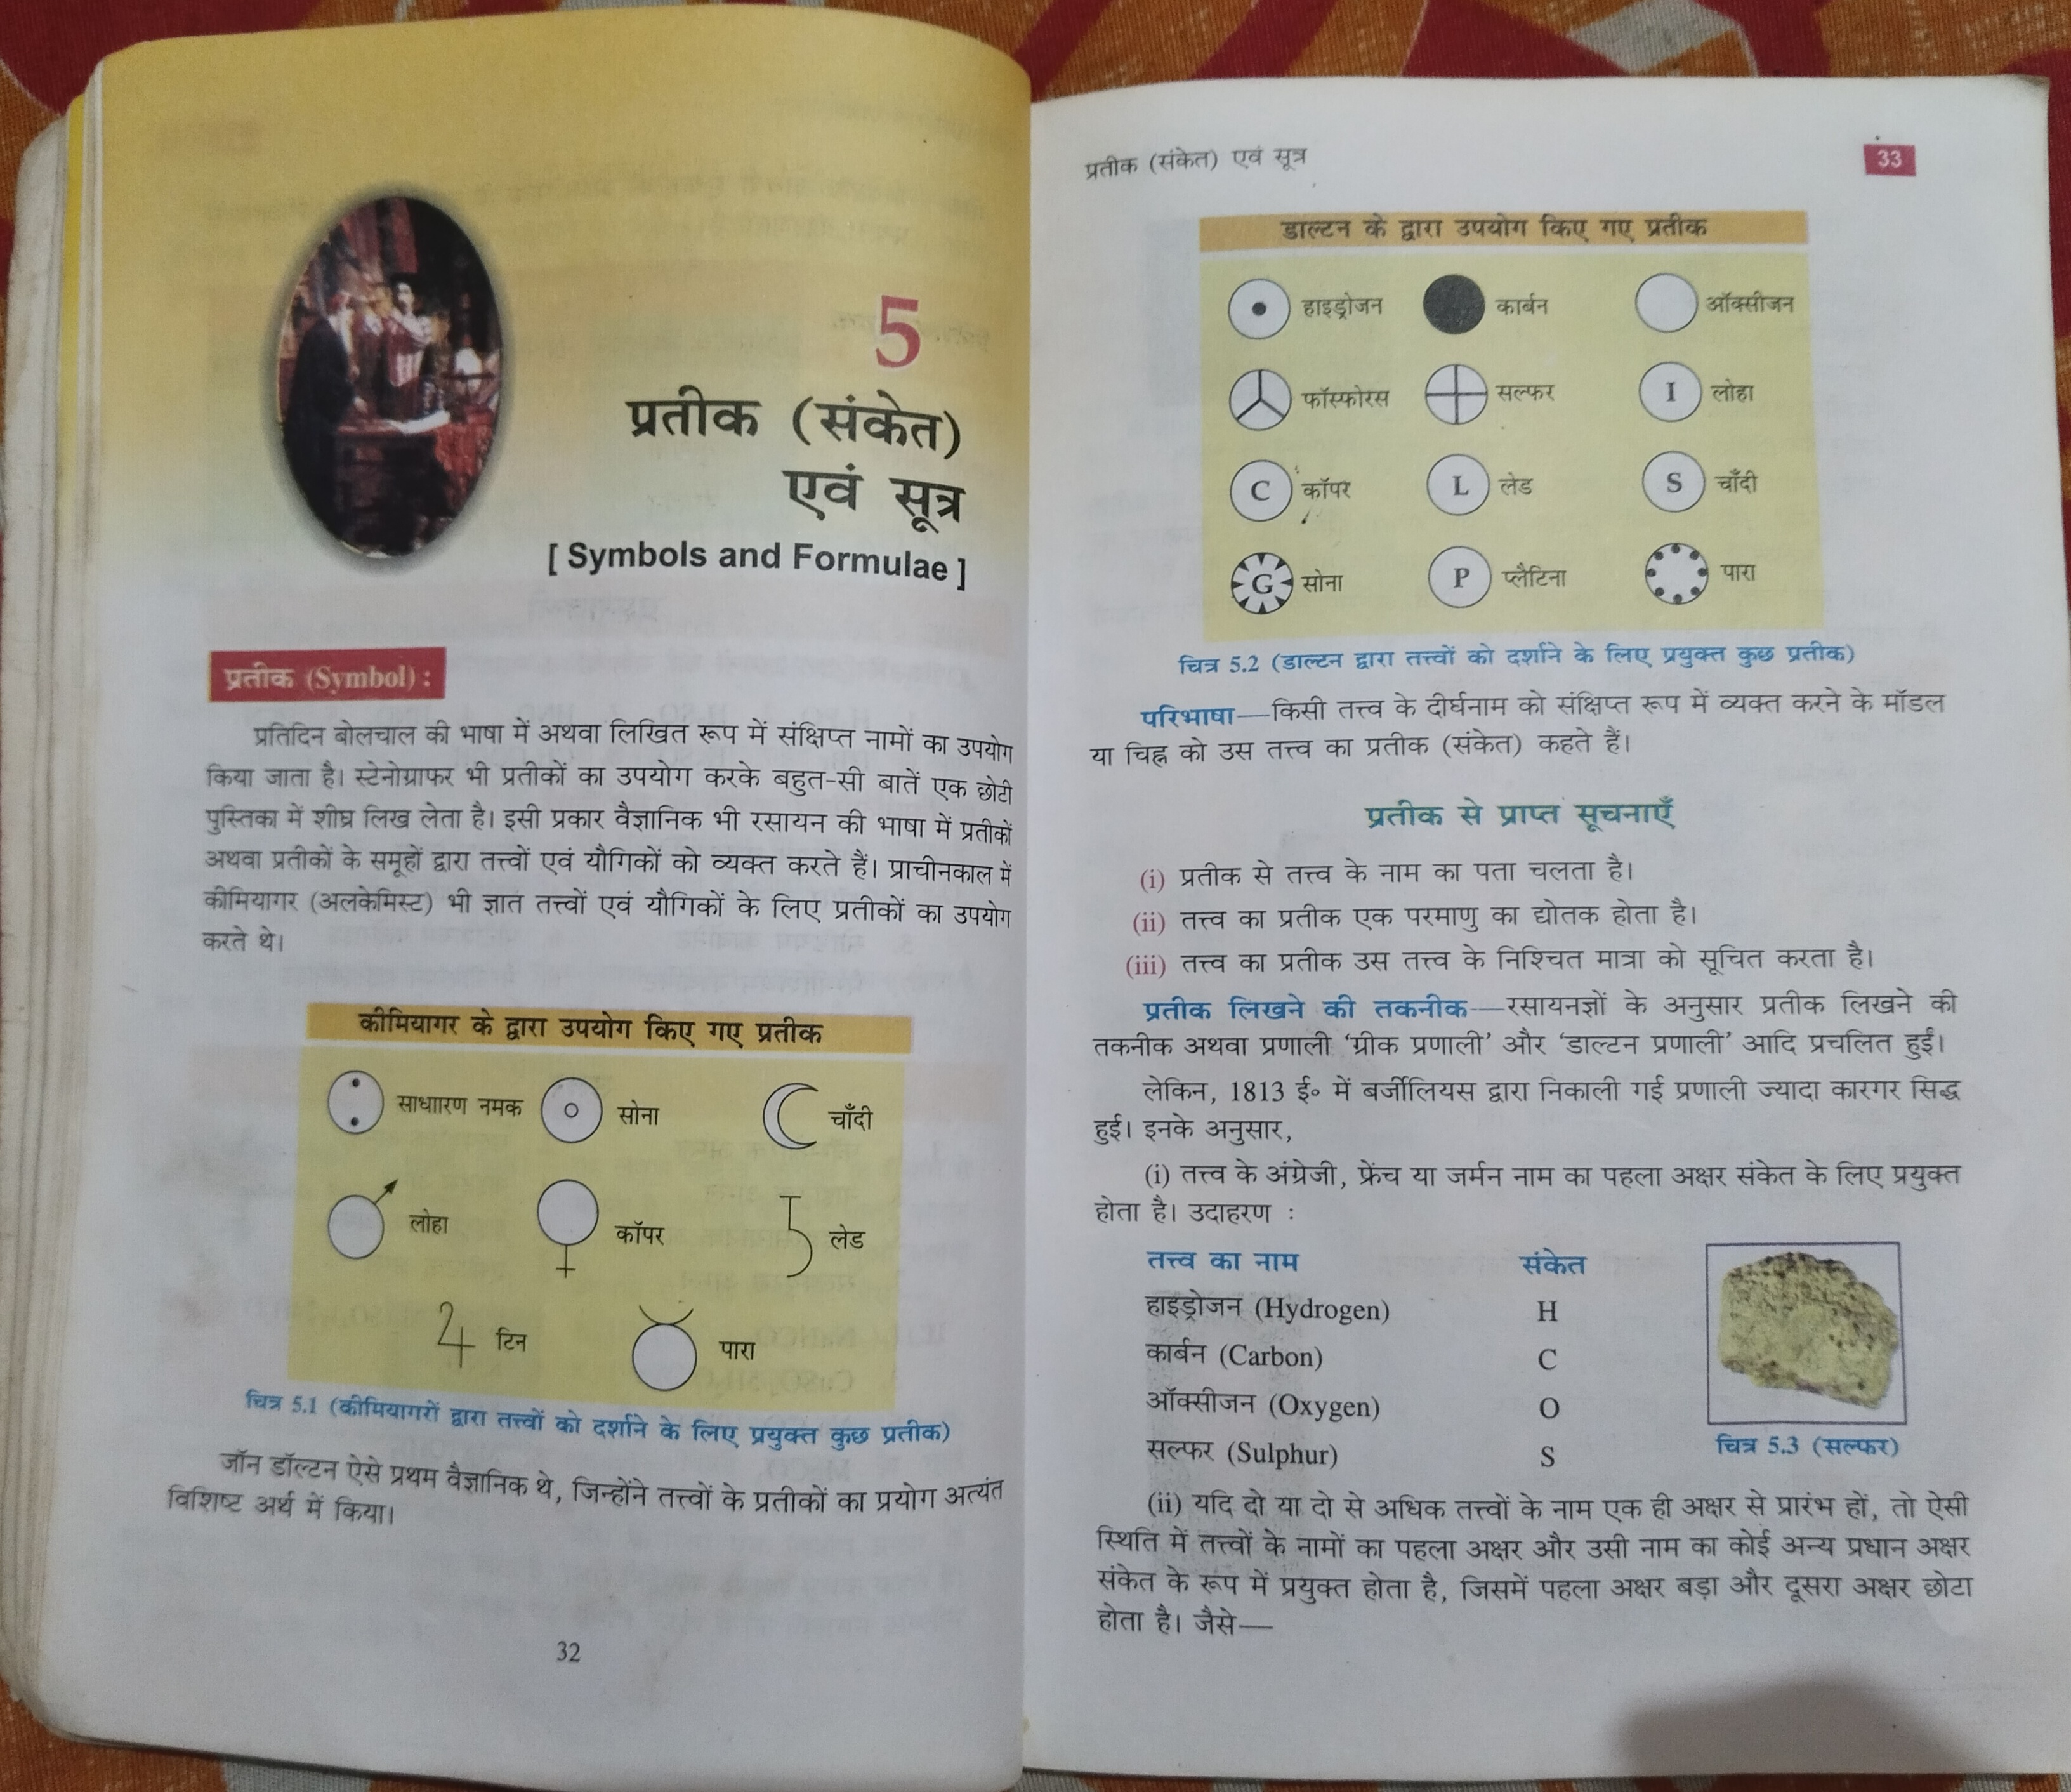 5
प्रतीक (संकेत)
एवं सूत्र
[ Symbols and Formulae ]
प्रतीक (Symbol) :
प्रतिदिन बोलचाल की भाषा में अथवा लिखित रूप में संक्षिप्त नामों का उपयोग
किया जाता है। स्टेनोग्राफर भी प्रतीकों का उपयोग करके बहुत-सी बातें एक छोटी
पुस्तिका में शीघ्र लिख लेता है। इसी प्रकार वैज्ञानिक भी रसायन की भाषा में प्रतीकों
अथवा प्रतीकों के समूहों द्वारा तत्त्वों एवं यौगिकों को व्यक्त करते हैं। प्राचीनकाल में
कीमियागर (अलकेमिस्ट) भी ज्ञात तत्त्वों एवं यौगिकों के लिए प्रतीकों का उपयोग
करते थे।
कीमियागर के द्वारा उपयोग किए गए प्रतीक
साधाारण नमक सोना चाँदी
लोहा कॉपर लेड
टिन पारा
चित्र 5.1 (कीमियागरों द्वारा तत्त्वों को दर्शाने के लिए प्रयुक्त कुछ प्रतीक)
जॉन डॉल्टन ऐसे प्रथम वैज्ञानिक थे, जिन्होंने तत्त्वों के प्रतीकों का प्रयोग अत्यंत
विशिष्ट अर्थ में किया।
32
प्रतीक (संकेत) एवं सूत्र 33
डाल्टन के द्वारा उपयोग किए गए प्रतीक
हाइड्रोजन कार्बन ऑक्सीजन
फॉस्फोरस सल्फर I लोहा
C कॉपर L लेड S चाँदी
G सोना P प्लैटिना पारा
चित्र 5.2 (डाल्टन द्वारा तत्त्वों को दर्शाने के लिए प्रयुक्त कुछ प्रतीक)
परिभाषा—किसी तत्त्व के दीर्घनाम को संक्षिप्त रूप में व्यक्त करने के मॉडल
या चिह्न को उस तत्त्व का प्रतीक (संकेत) कहते हैं।
प्रतीक से प्राप्त सूचनाएँ
(i) प्रतीक से तत्त्व के नाम का पता चलता है।
(ii) तत्त्व का प्रतीक एक परमाणु का द्योतक होता है।
(iii) तत्त्व का प्रतीक उस तत्त्व के निश्चित मात्रा को सूचित करता है।
प्रतीक लिखने की तकनीक—रसायनज्ञों के अनुसार प्रतीक लिखने की
तकनीक अथवा प्रणाली ‘ग्रीक प्रणाली’ और ‘डाल्टन प्रणाली’ आदि प्रचलित हुईं।
लेकिन, 1813 ई० में बर्जीलियस द्वारा निकाली गई प्रणाली ज्यादा कारगर सिद्ध
हुई। इनके अनुसार,
(i) तत्त्व के अंग्रेजी, फ्रेंच या जर्मन नाम का पहला अक्षर संकेत के लिए प्रयुक्त
होता है। उदाहरण :
तत्त्व का नाम संकेत
हाइड्रोजन (Hydrogen) H
कार्बन (Carbon) C
ऑक्सीजन (Oxygen) O
सल्फर (Sulphur) S
चित्र 5.3 (सल्फर)
(ii) यदि दो या दो से अधिक तत्त्वों के नाम एक ही अक्षर से प्रारंभ हों, तो ऐसी
स्थिति में तत्त्वों के नामों का पहला अक्षर और उसी नाम का कोई अन्य प्रधान अक्षर
संकेत के रूप में प्रयुक्त होता है, जिसमें पहला अक्षर बड़ा और दूसरा अक्षर छोटा
होता है। जैसे—